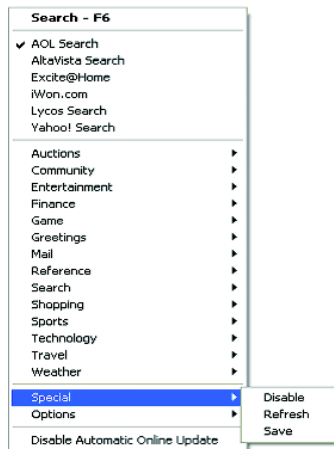 Search - F6
AOL Search
AltaVista Search
Excite@Home
iWon.com
Lycos Search
Yahoo! Search
Auctions
Community
Entertainment
Finance
Game
Greetings
Mail
Reference
Search
Shopping
Sports
Technology
Travel
Weather
Special
Disable
Options
Refresh
Save
Disable Automatic Online Update